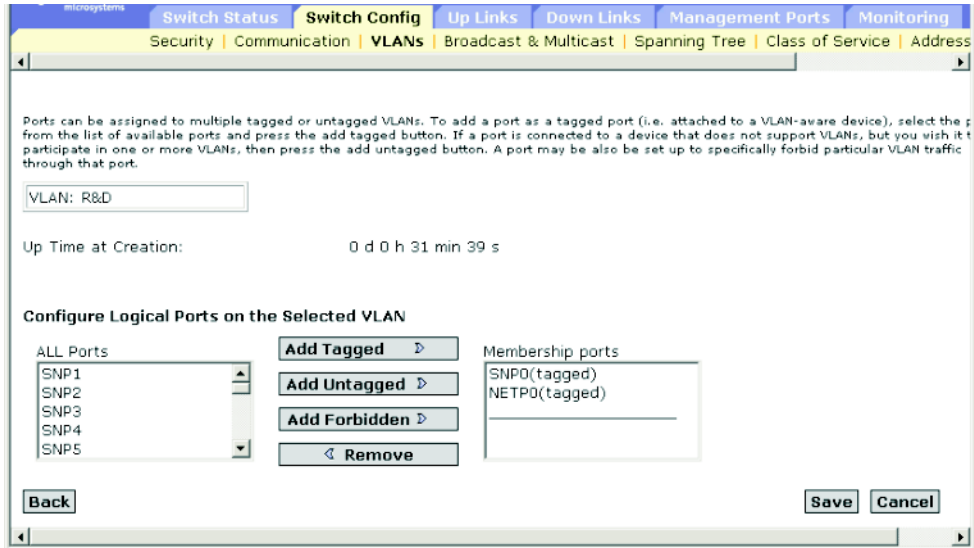 microsystems
Switch Status Switch Config Up Links Down Links Management Ports Monitoring
Security | Communication | VLANs | Broadcast & Multicast | Spanning Tree | Class of Service | Address
Ports can be assigned to multiple tagged or untagged VLANs. To add a port as a tagged port (i.e. attached to a VLAN-aware device), select the
from the list of available ports and press the add tagged button. If a port is connected to a device that does not support VLANs, but you wish it
participate in one or more VLANs, then press the add untagged button. A port may be also be set up to specifically forbid particular VLAN traffic
through that port.
VLAN: R&D
Up Time at Creation: 0 d 0 h 31 min 39 s
Configure Logical Ports on the Selected VLAN
ALL Ports
SNP1
SNP2
SNP3
SNP4
SNP5
Add Tagged
Add Untagged
Add Forbidden
Remove
Membership ports
SNP0(tagged)
NETP0(tagged)
Back
Save
Cancel